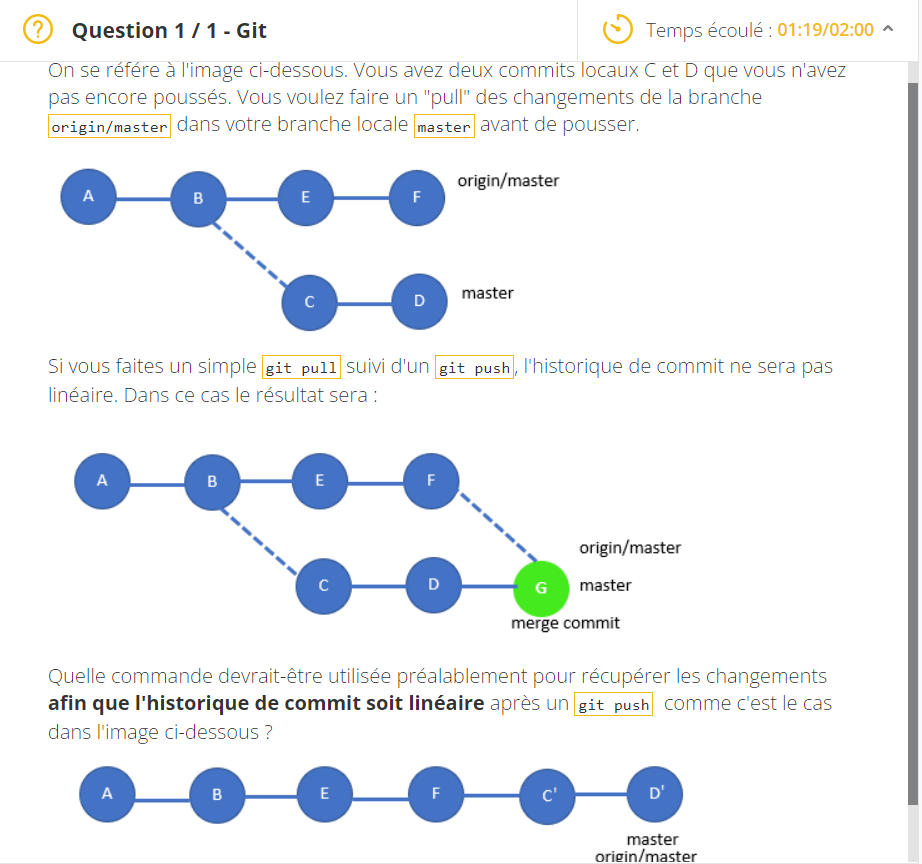 Question 1 / 1 - Git
Temps écoulé : 01:19/02:00
On se référe à l'image ci-dessous. Vous avez deux commits locaux C et D que vous n'avez
pas encore poussés. Vous voulez faire un "pull" des changements de la branche
origin/master dans votre branche locale master avant de pousser.
A B E F origin/master
C D master
Si vous faites un simple git pull suivi d'un git push, l'historique de commit ne sera pas
linéaire. Dans ce cas le résultat sera :
A B E F
origin/master
C D G master
merge commit
Quelle commande devrait-être utilisée préalablement pour récupérer les changements
afin que l'historique de commit soit linéaire après un git push comme c'est le cas
dans l'image ci-dessous ?
A B E F C' D'
master
origin/master